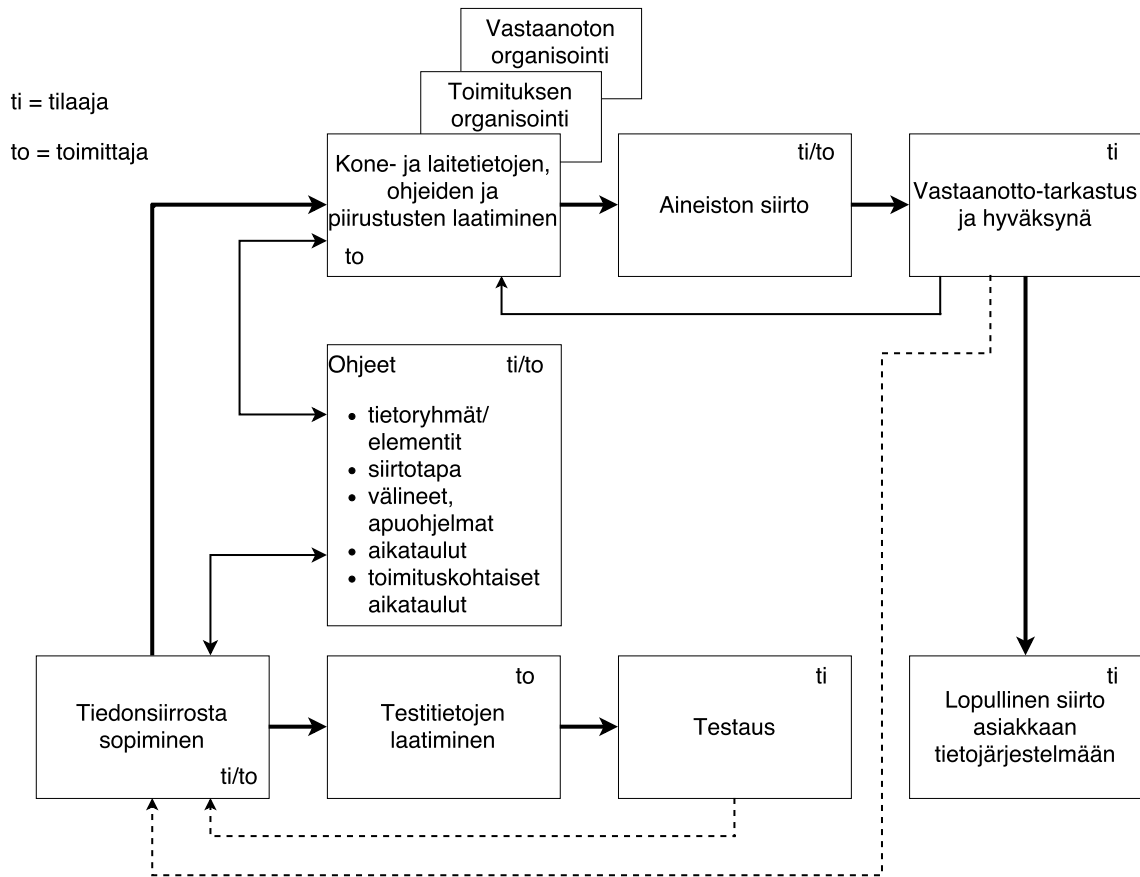 Vastaanoton
organisointi
Toimituksen
organisointi
ti = tilaaja
to = toimittaja
Kone- ja laitetietojen,
ohjeiden ja
piirustusten laatiminen
to
ti/to
Aineiston siirto
ti
Vastaanotto-tarkastus
ja hyväksynä
Ohjeet ti/to
• tietoryhmät/
elementit
• siirtotapa
• välineet,
apuohjelmat
• aikataulut
• toimituskohtaiset
aikataulut
Tiedonsiirrosta
sopiminen
ti/to
to
Testitietojen
laatiminen
ti
Testaus
ti
Lopullinen siirto
asiakkaan
tietojärjestelmään